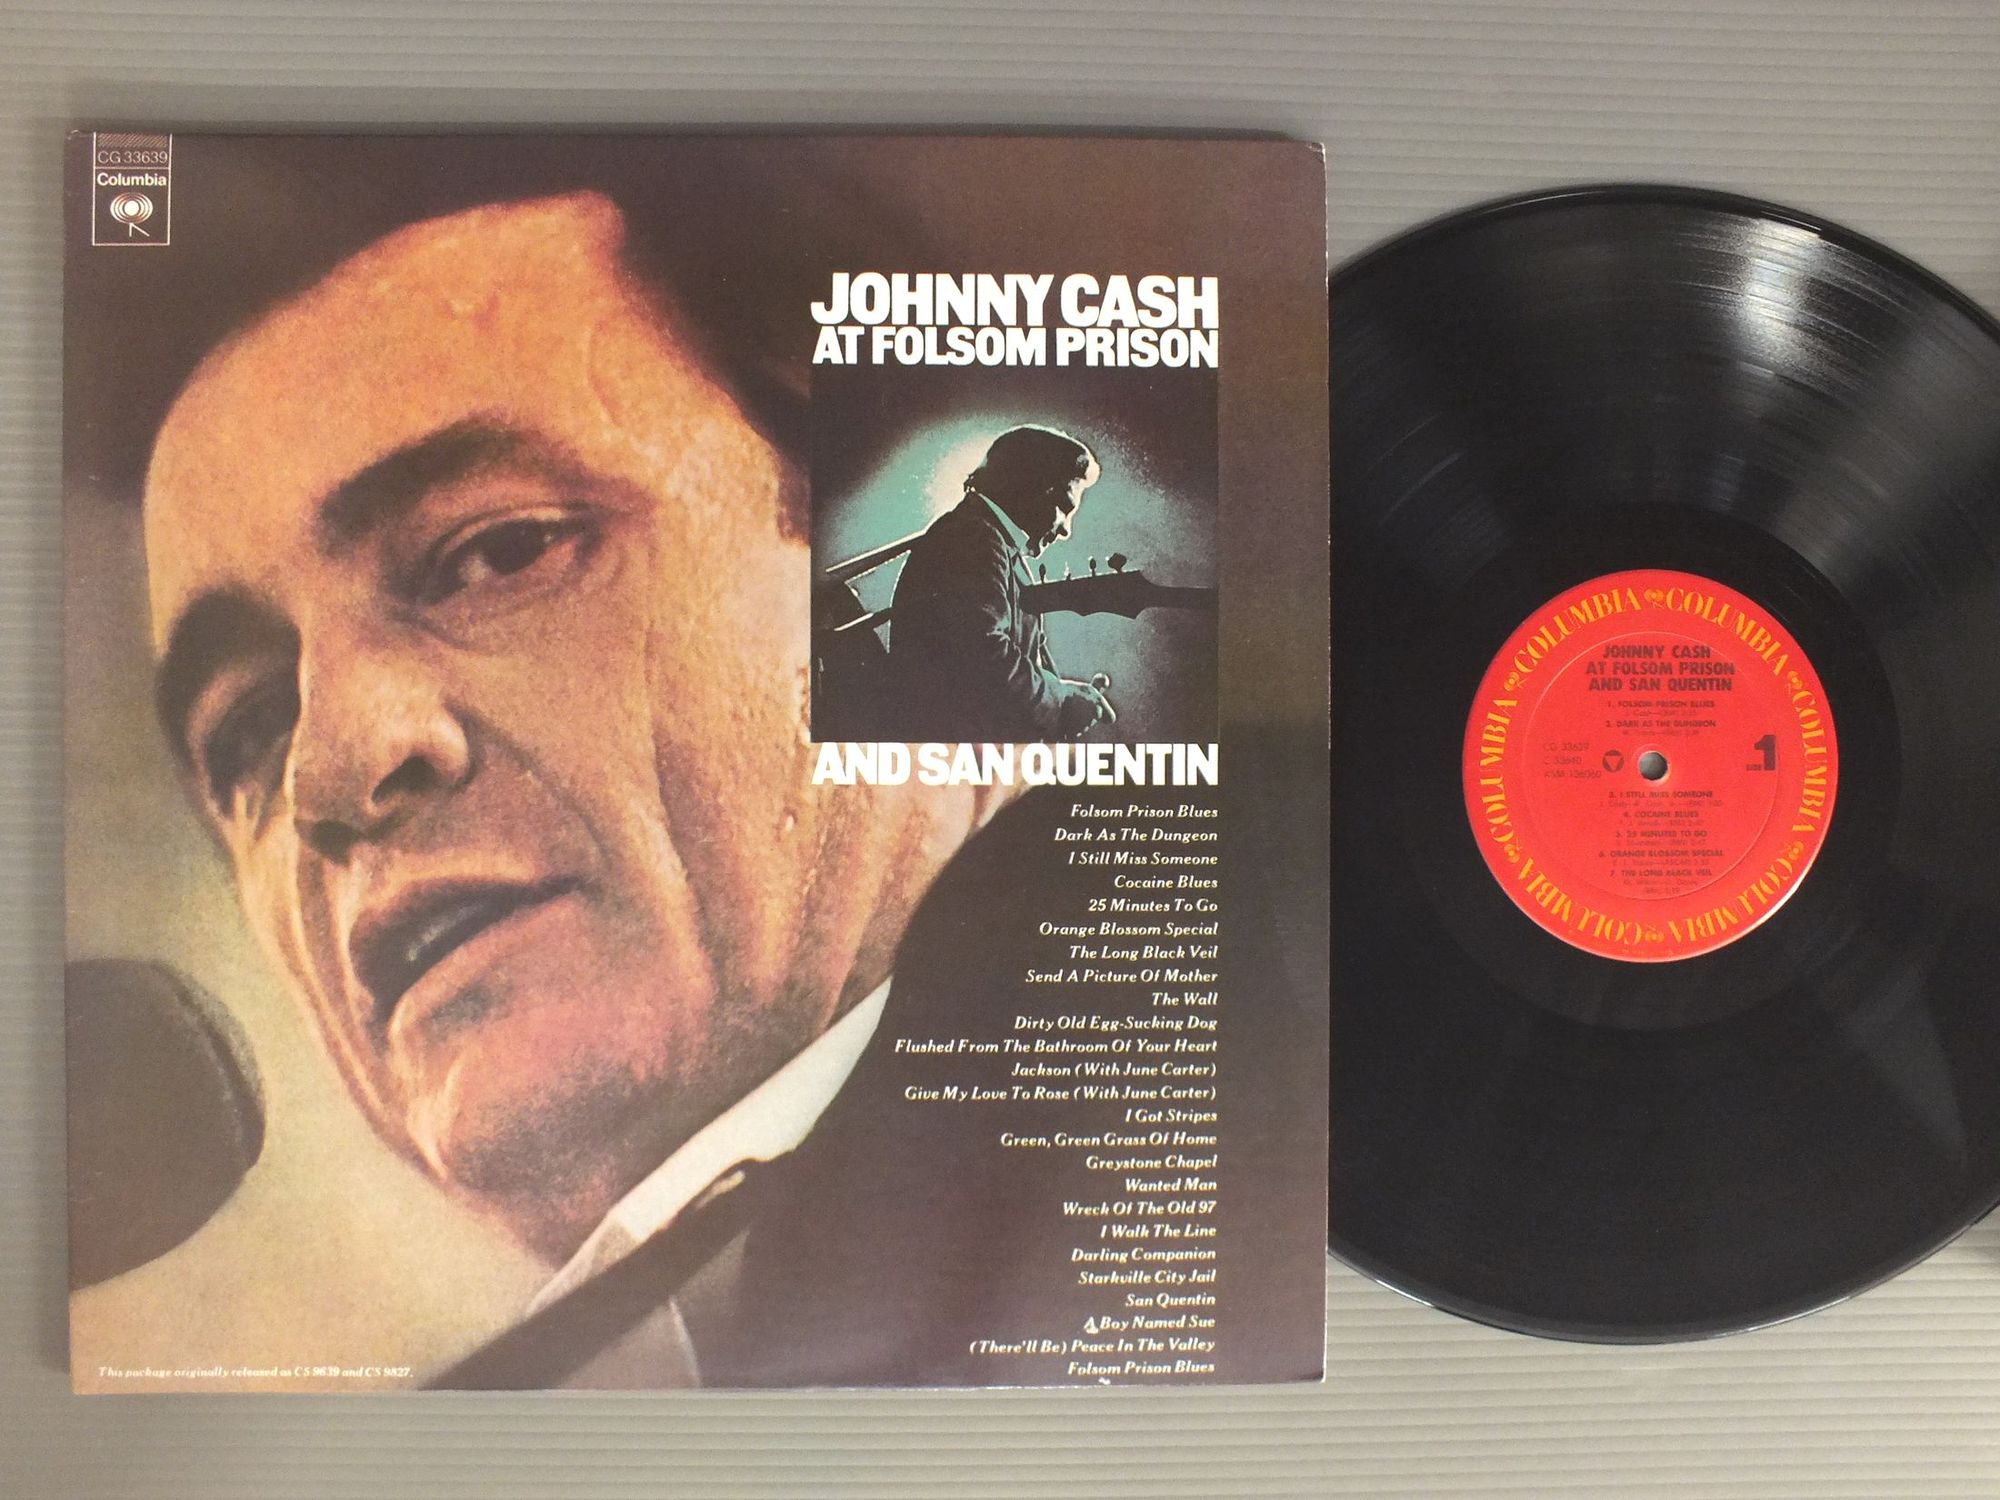 CG 33639
Columbia
JOHNNY CASH
AT FOLSOM PRISON
AND SAN QUENTIN
Folsom Prison Blues
Dark As The Dungeon
I Still Miss Someone
Cocaine Blues
25 Minutes To Go
Orange Blossom Special
The Long Black Veil
Send A Picture Of Mother
The Wall
Dirty Old Egg-Sucking Dog
Flushed From The Bathroom Of Your Heart
Jackson (With June Carter)
Give My Love To Rose (With June Carter)
I Got Stripes
Green, Green Grass Of Home
Greystone Chapel
Wanted Man
Wreck Of The Old 97
I Walk The Line
Darling Companion
Starkville City Jail
San Quentin
A Boy Named Sue
(There'll Be) Peace In The Valley
Folsom Prison Blues
This package originally released as CS 9639 and CS 9827.
COLUMBIA COLUMBIA COLUMBIA COLUMBIA COLUMBIA COLUMBIA
JOHNNY CASH
AT FOLSOM PRISON
AND SAN QUENTIN
1. FOLSOM PRISON BLUES
2. DARK AS THE DUNGEON
CG 33639
C 33640
SIDE 1
3. I STILL MISS SOMEONE
4. COCAINE BLUES
5. 25 MINUTES TO GO
6. ORANGE BLOSSOM SPECIAL
7. THE LONG BLACK VEIL